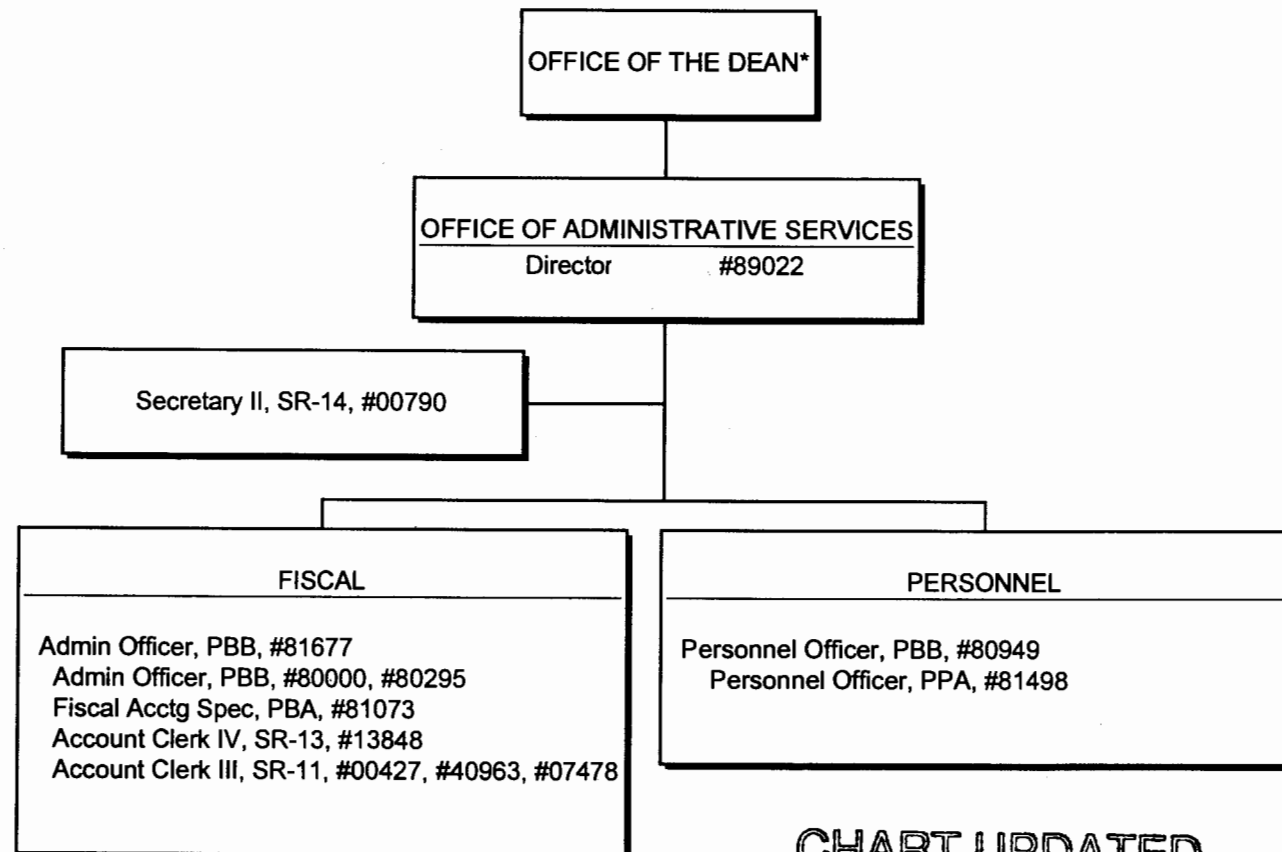 OFFICE OF THE DEAN*
OFFICE OF ADMINISTRATIVE SERVICES
Director #89022
Secretary II, SR-14, #00790
FISCAL
Admin Officer, PBB, #81677
Admin Officer, PBB, #80000, #80295
Fiscal Acctg Spec, PBA, #81073
Account Clerk IV, SR-13, #13848
Account Clerk III, SR-11, #00427, #40963, #07478
PERSONNEL
Personnel Officer, PBB, #80949
Personnel Officer, PPA, #81498
CHART UPDATED